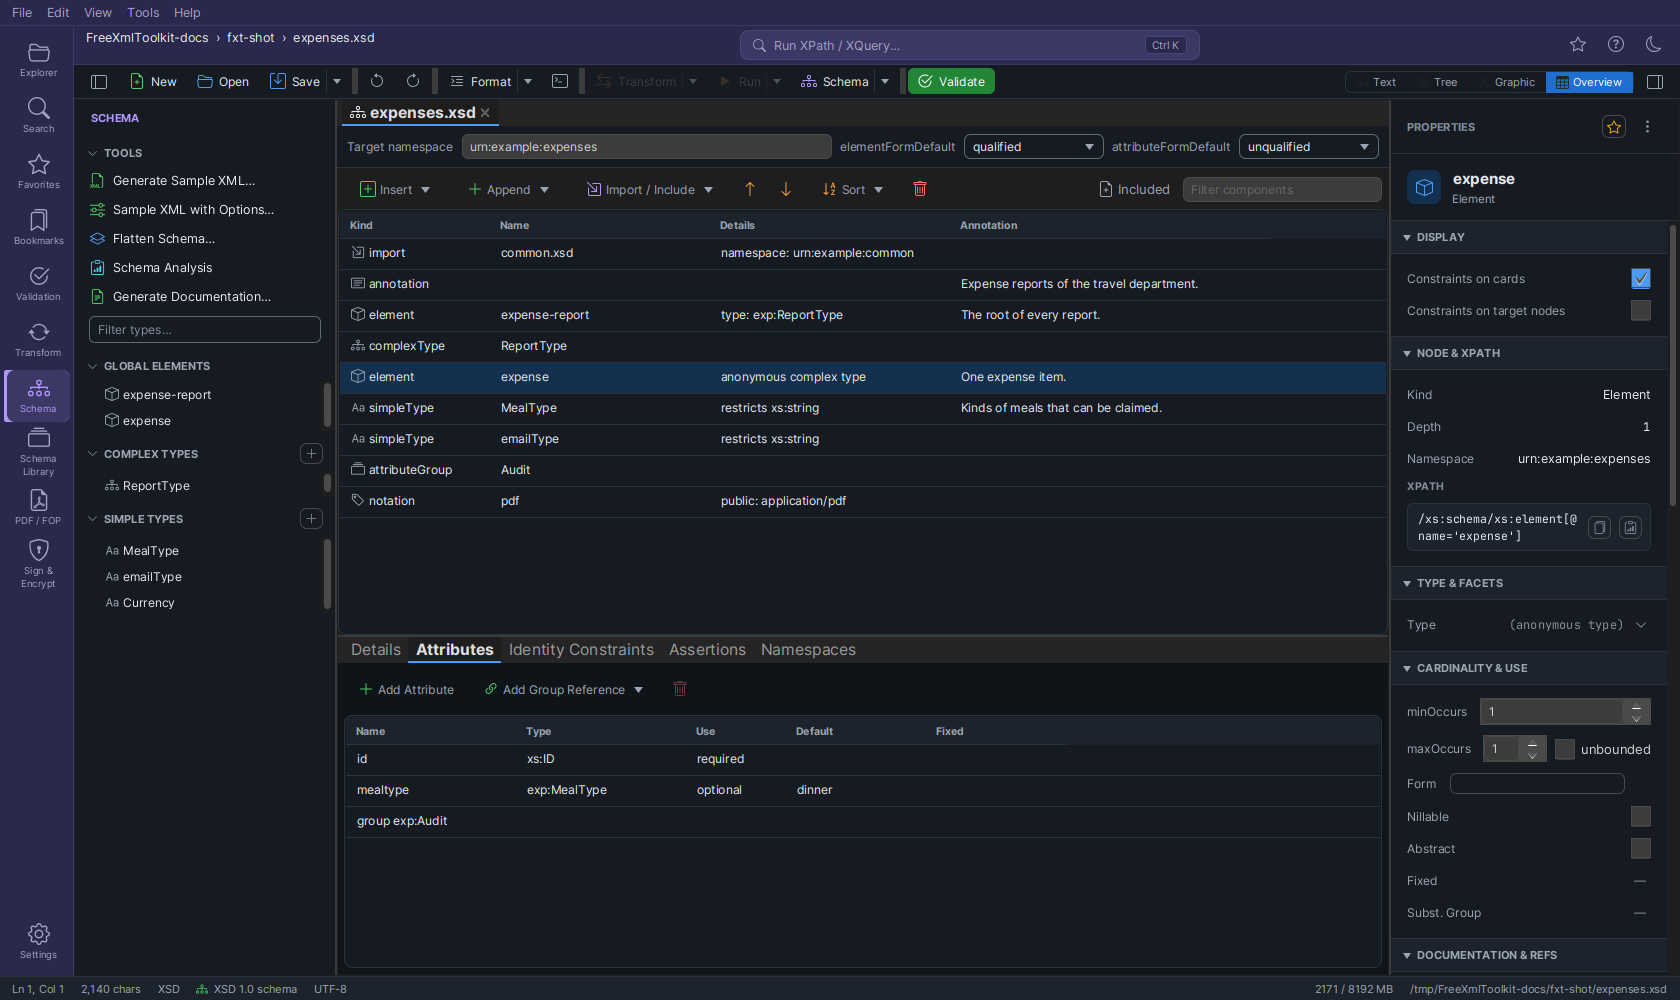 File Edit View Tools Help
FreeXmlToolkit-docs › fxt-shot › expenses.xsd
Run XPath / XQuery... Ctrl K
New Open Save Format Transform Run Schema Validate Text Tree Graphic Overview
Explorer
Search
Favorites
Bookmarks
Validation
Transform
Schema
Schema
Library
PDF / FOP
Sign &
Encrypt
Settings
SCHEMA
TOOLS
Generate Sample XML...
Sample XML with Options...
Flatten Schema...
Schema Analysis
Generate Documentation...
Filter types...
GLOBAL ELEMENTS
expense-report
expense
COMPLEX TYPES
ReportType
SIMPLE TYPES
Aa MealType
Aa emailType
Aa Currency
expenses.xsd
Target namespace urn:example:expenses elementFormDefault qualified attributeFormDefault unqualified
Insert Append Import / Include Sort Included Filter components
Kind Name Details Annotation
import common.xsd namespace: urn:example:common
annotation Expense reports of the travel department.
element expense-report type: exp:ReportType The root of every report.
complexType ReportType
element expense anonymous complex type One expense item.
Aa simpleType MealType restricts xs:string Kinds of meals that can be claimed.
Aa simpleType emailType restricts xs:string
attributeGroup Audit
notation pdf public: application/pdf
Details Attributes Identity Constraints Assertions Namespaces
Add Attribute Add Group Reference
Name Type Use Default Fixed
id xs:ID required
mealtype exp:MealType optional dinner
group exp:Audit
PROPERTIES
expense
Element
DISPLAY
Constraints on cards
Constraints on target nodes
NODE & XPATH
Kind Element
Depth 1
Namespace urn:example:expenses
XPATH
/xs:schema/xs:element[@
name='expense']
TYPE & FACETS
Type (anonymous type)
CARDINALITY & USE
minOccurs 1
maxOccurs 1 unbounded
Form
Nillable
Abstract
Fixed —
Subst. Group —
DOCUMENTATION & REFS
Ln 1, Col 1 2,140 chars XSD XSD 1.0 schema UTF-8 2171 / 8192 MB /tmp/FreeXmlToolkit-docs/fxt-shot/expenses.xsd